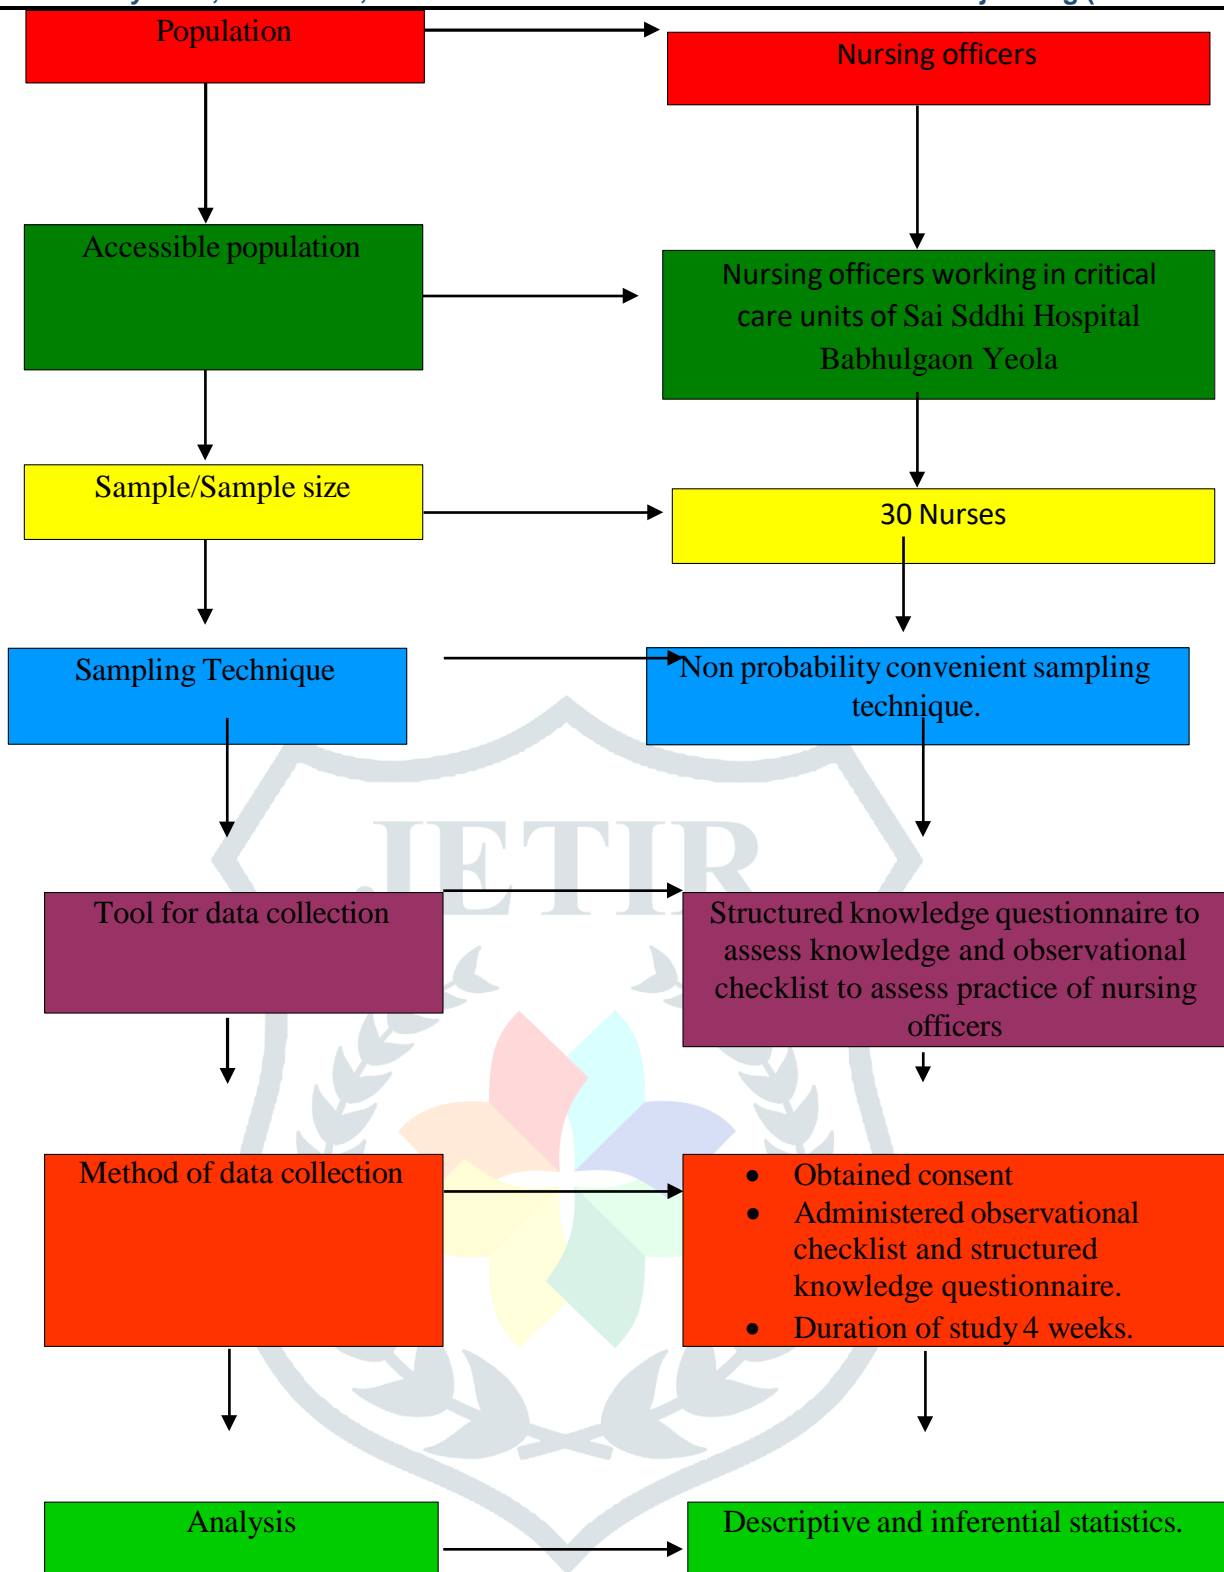 Population
Nursing officers
Accessible population
Nursing officers working in critical
care units of Sai Sddhi Hospital
Babhulgaon Yeola
Sample/Sample size
30 Nurses
Sampling Technique
Non probability convenient sampling
technique.
JETIR
Tool for data collection
Structured knowledge questionnaire to
assess knowledge and observational
checklist to assess practice of nursing
officers
Method of data collection
• Obtained consent
• Administered observational
checklist and structured
knowledge questionnaire.
• Duration of study 4 weeks.
Analysis
Descriptive and inferential statistics.